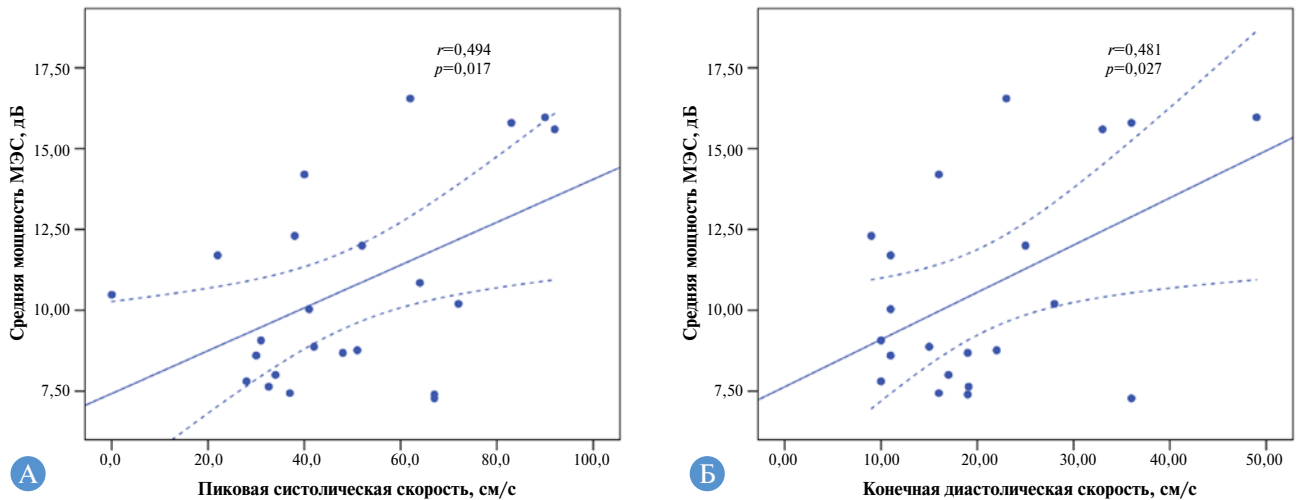 r=0,494
p=0,017
17,50
15,00
12,50
10,00
7,50
Средняя мощность МЭС, дБ
0,0
20,0
40,0
60,0
80,0
100,0
Пиковая систолическая скорость, см/с
А
r=0,481
p=0,027
17,50
15,00
12,50
10,00
7,50
Средняя мощность МЭС, дБ
0,00
10,00
20,00
30,00
40,00
50,00
Конечная диастолическая скорость, см/с
Б